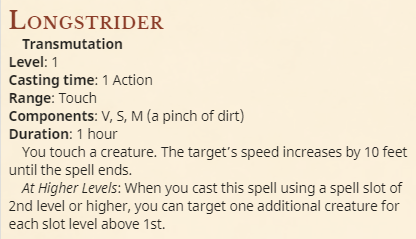 Longstrider
Transmutation
Level: 1
Casting time: 1 Action
Range: Touch
Components: V, S, M (a pinch of dirt)
Duration: 1 hour
You touch a creature. The target's speed increases by 10 feet
until the spell ends.
At Higher Levels: When you cast this spell using a spell slot of
2nd level or higher, you can target one additional creature for
each slot level above 1st.